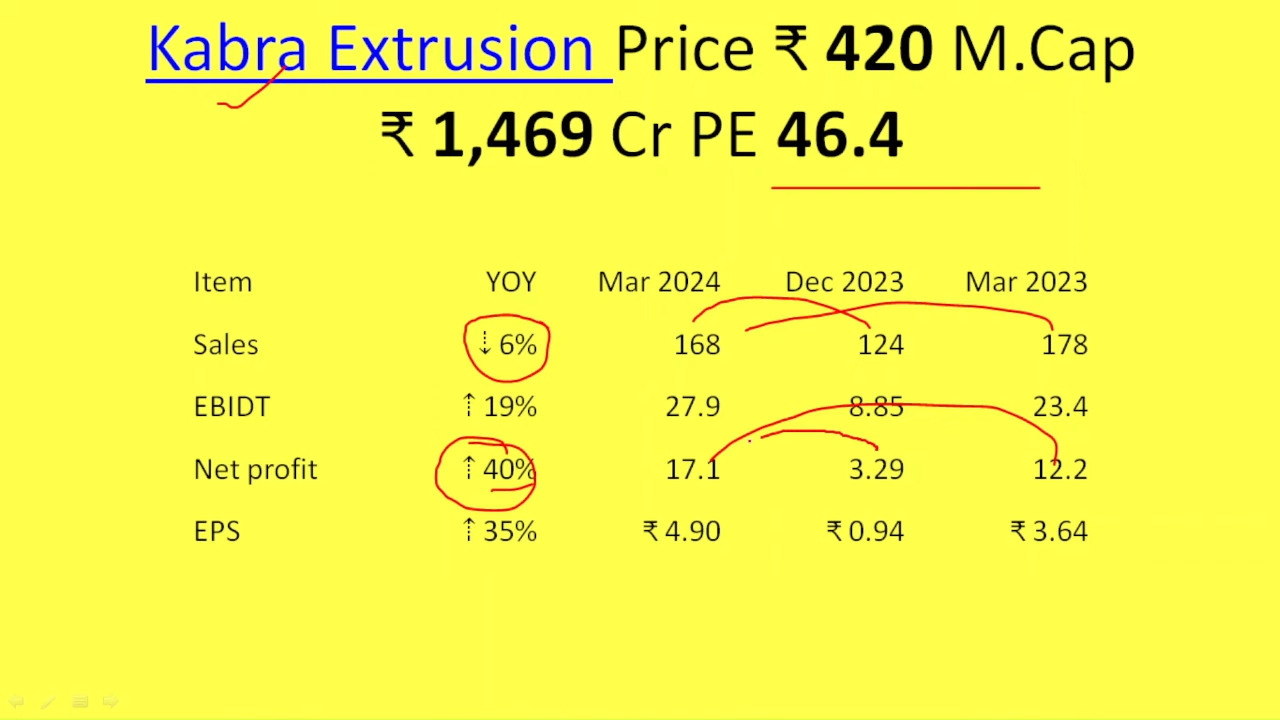 Kabra Extrusion Price ₹ 420 M.Cap
₹ 1,469 Cr PE 46.4
Item YOY Mar 2024 Dec 2023 Mar 2023
Sales ⇣ 6% 168 124 178
EBIDT ⇡ 19% 27.9 8.85 23.4
Net profit ⇡ 40% 17.1 3.29 12.2
EPS ⇡ 35% ₹ 4.90 ₹ 0.94 ₹ 3.64